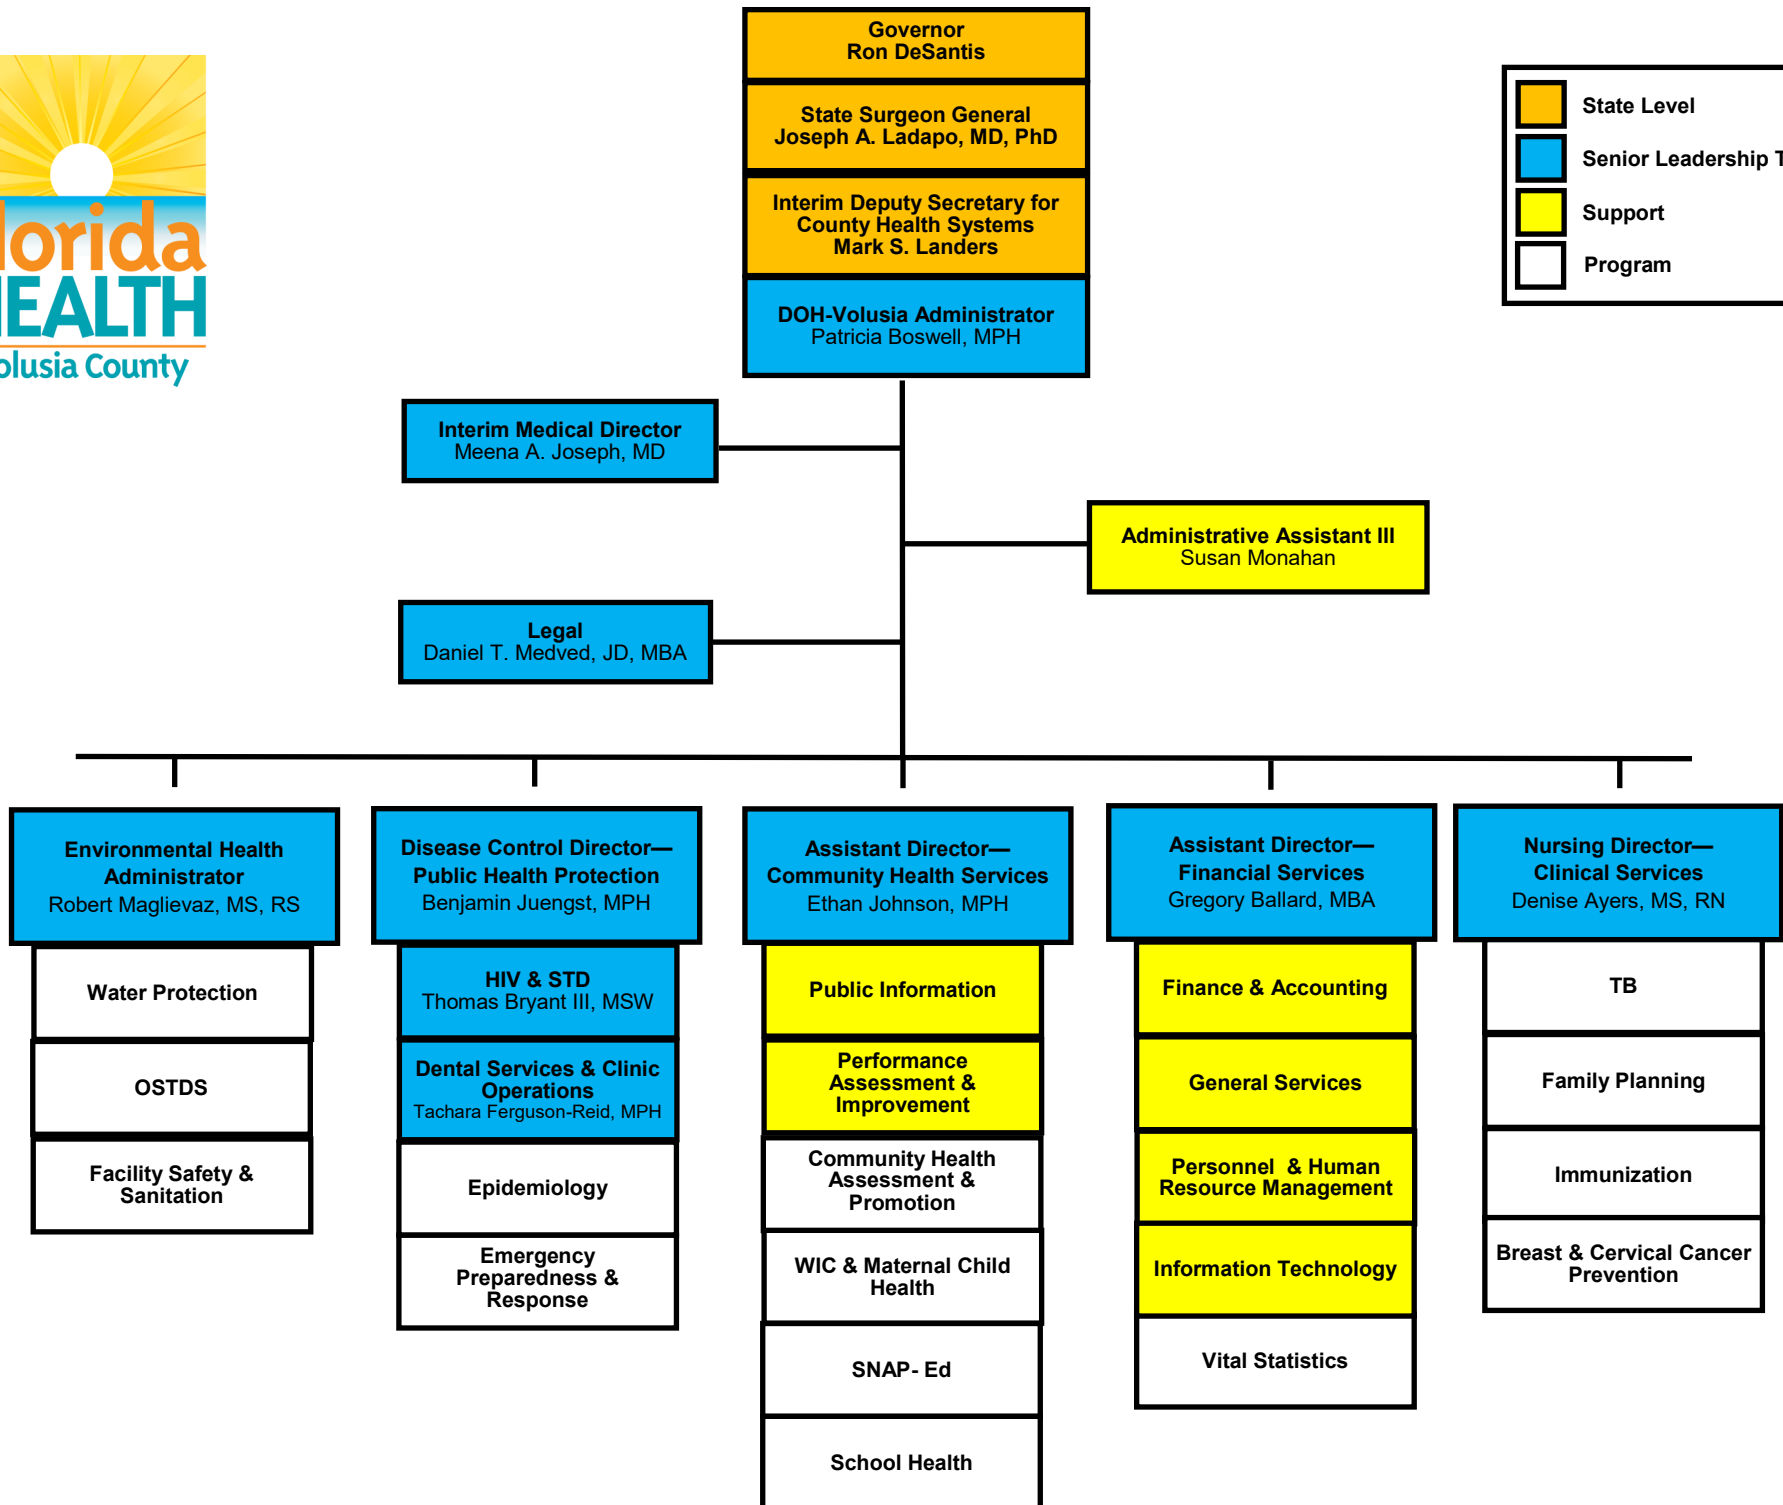 Governor
Ron DeSantis
State Surgeon General
Joseph A. Ladapo, MD, PhD
Interim Deputy Secretary for
County Health Systems
Mark S. Landers
DOH-Volusia Administrator
Patricia Boswell, MPH
State Level
Senior Leadership T
Support
Program
lorida
EALTH
olusia County
Interim Medical Director
Meena A. Joseph, MD
Administrative Assistant III
Susan Monahan
Legal
Daniel T. Medved, JD, MBA
Environmental Health
Administrator
Robert Maglievaz, MS, RS
Water Protection
OSTDS
Facility Safety &
Sanitation
Disease Control Director—
Public Health Protection
Benjamin Juengst, MPH
HIV & STD
Thomas Bryant III, MSW
Dental Services & Clinic
Operations
Tachara Ferguson-Reid, MPH
Epidemiology
Emergency
Preparedness &
Response
Assistant Director—
Community Health Services
Ethan Johnson, MPH
Public Information
Performance
Assessment &
Improvement
Community Health
Assessment &
Promotion
WIC & Maternal Child
Health
SNAP- Ed
School Health
Assistant Director—
Financial Services
Gregory Ballard, MBA
Finance & Accounting
General Services
Personnel & Human
Resource Management
Information Technology
Vital Statistics
Nursing Director—
Clinical Services
Denise Ayers, MS, RN
TB
Family Planning
Immunization
Breast & Cervical Cancer
Prevention